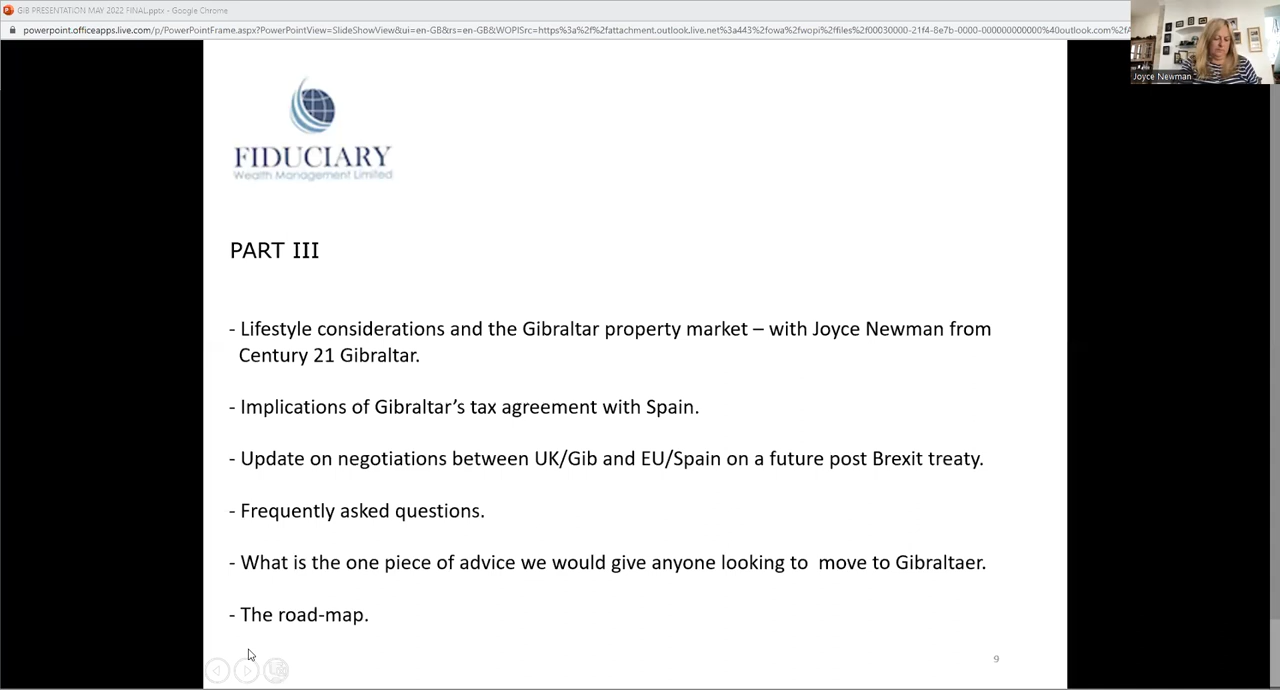 GIB PRESENTATION MAY 2022 FINAL.pptx - Google Chrome
powerpoint.officeapps.live.com/p/PowerPointFrame.aspx?PowerPointView=SlideShowView&ui=en-GB&rs=en-GB&WOPISrc=https%3a%2f%2fattachment.outlook.live.net%3a443%2fowa%2fwopi%2ffiles%2f00030000-21f4-8e7b-0000-000000000000%40outlook.com%2fA
Joyce Newman
FIDUCIARY
Wealth Management Limited
PART III
- Lifestyle considerations and the Gibraltar property market – with Joyce Newman from
Century 21 Gibraltar.
- Implications of Gibraltar's tax agreement with Spain.
- Update on negotiations between UK/Gib and EU/Spain on a future post Brexit treaty.
- Frequently asked questions.
- What is the one piece of advice we would give anyone looking to  move to Gibraltaer.
- The road-map.
9